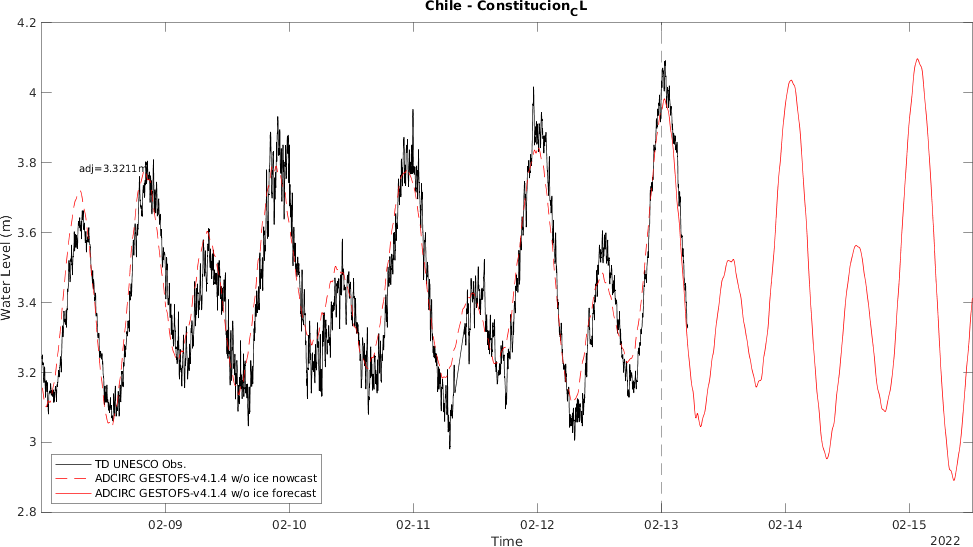 Chile - Constitucion_CL
4.2
4
3.8
3.6
3.4
3.2
3
2.8
Water Level (m)
adj=3.3211m
TD UNESCO Obs.
ADCIRC GESTOFS-v4.1.4 w/o ice nowcast
ADCIRC GESTOFS-v4.1.4 w/o ice forecast
02-09 02-10 02-11 02-12 02-13 02-14 02-15
Time 2022